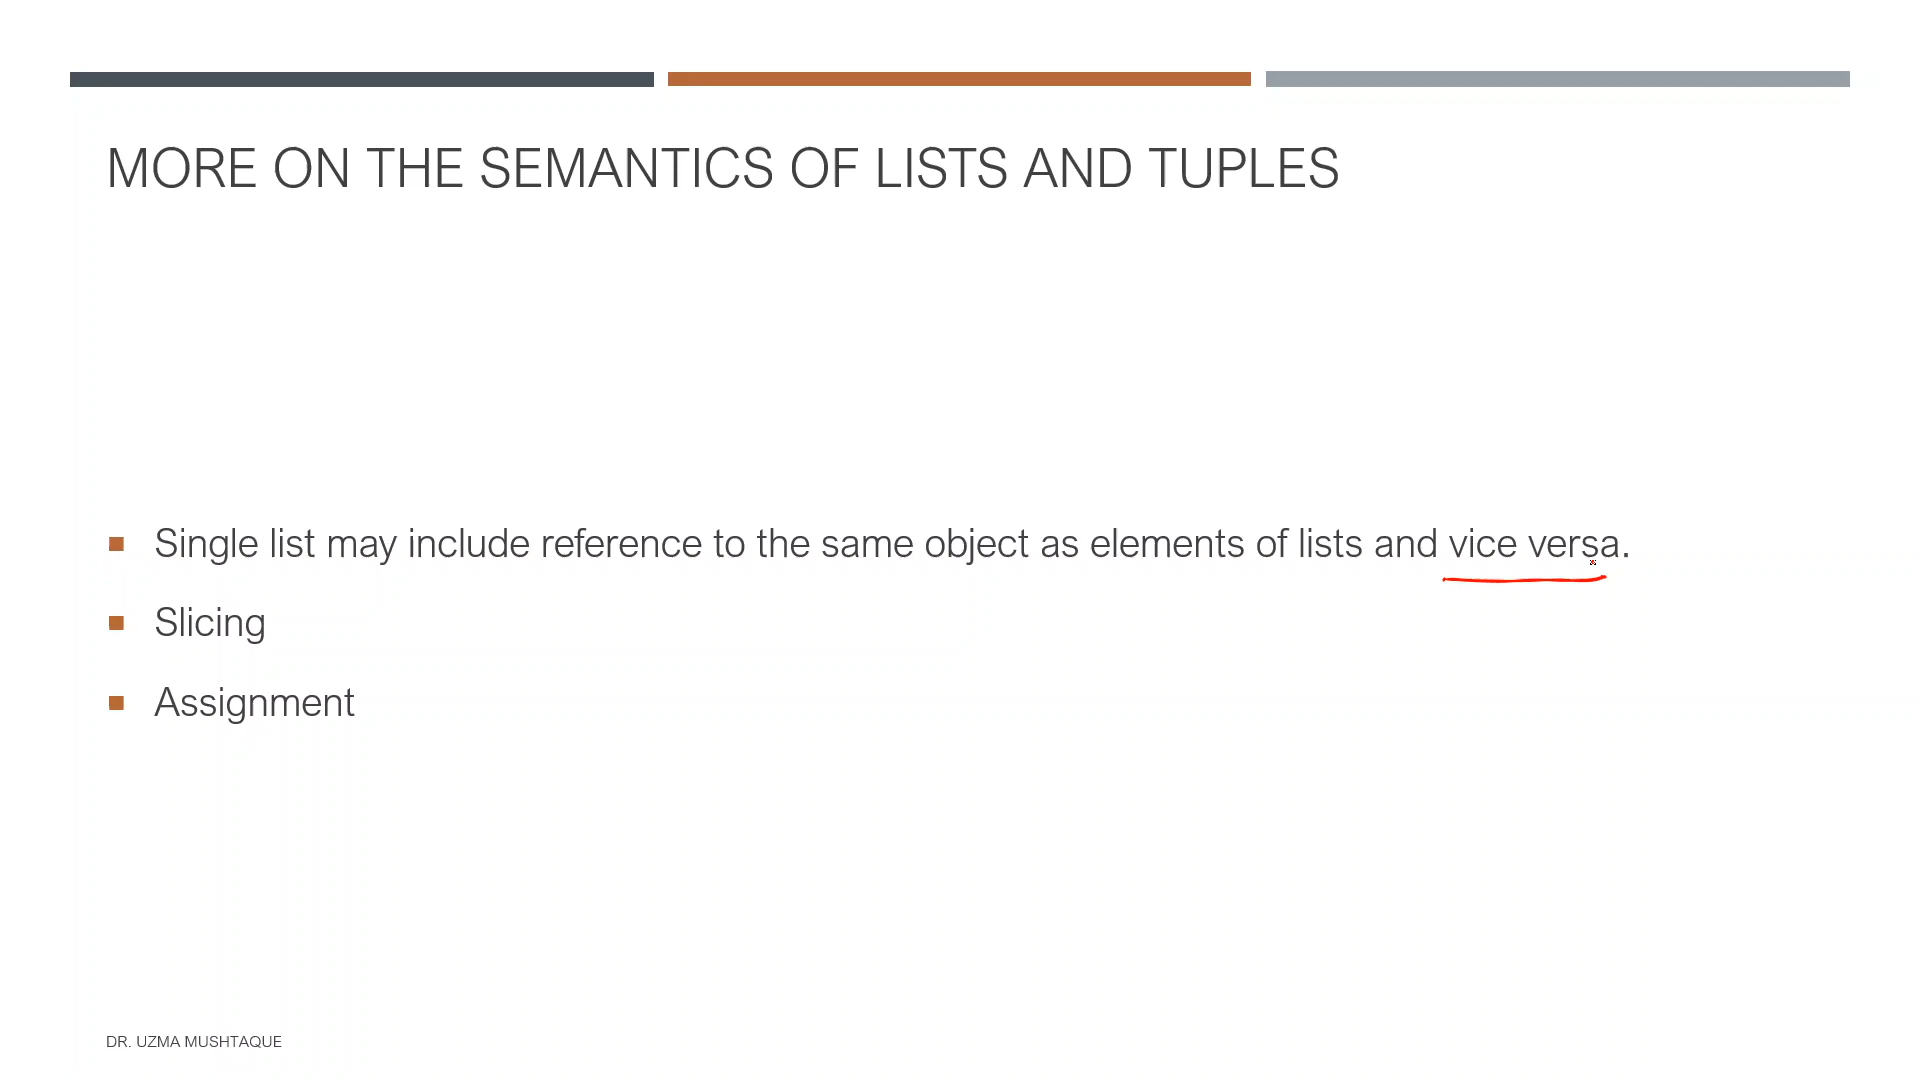 MORE ON THE SEMANTICS OF LISTS AND TUPLES
Single list may include reference to the same object as elements of lists and vice versa.
Slicing
Assignment
DR. UZMA MUSHTAQUE